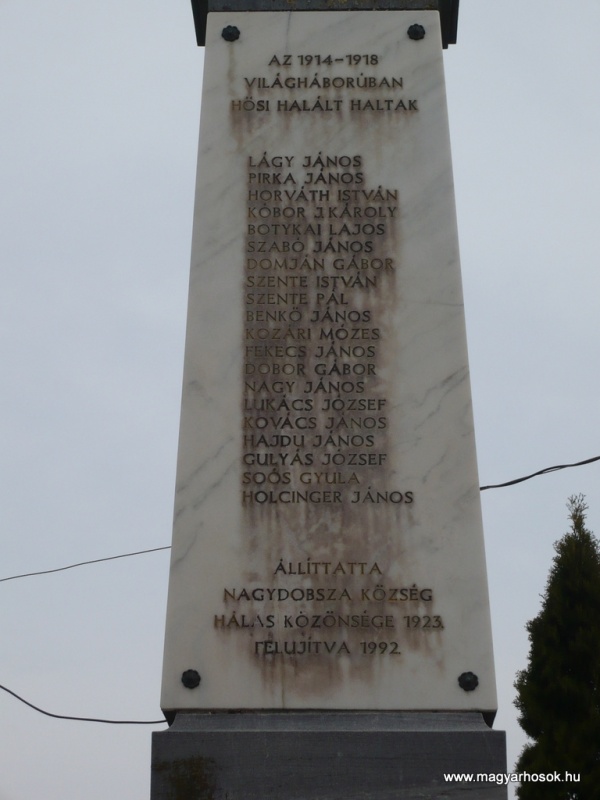 AZ 1914-1918
VILÁGHÁBORÚBAN
HŐSI HALÁLT HALTAK
LÁGY JÁNOS
PIRKA JÁNOS
HORVÁTH ISTVÁN
KÓBOR J.KÁROLY
BOTYKAI LAJOS
SZABÓ JÁNOS
DOMJÁN GÁBOR
SZENTE ISTVÁN
SZENTE PÁL
BENKŐ JÁNOS
KOZÁRI MÓZES
FEKECS JÁNOS
DOBOR GÁBOR
NAGY JÁNOS
LUKÁCS JÓZSEF
KOVÁCS JÁNOS
HAJDU JÁNOS
GULYÁS JÓZSEF
SOÓS GYULA
HOLCINGER JÁNOS
ÁLLÍTTATTA
NAGYDOBSZA KÖZSÉG
HÁLÁS KÖZÖNSÉGE 1923.
FELUJÍTVA 1992.
www.magyarhosok.hu